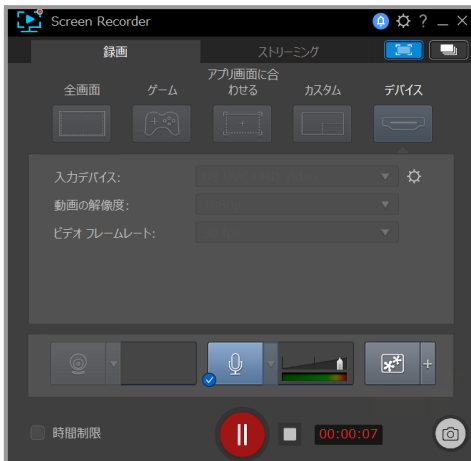 Screen Recorder
録画
ストリーミング
全画面
ゲーム
アプリ画面に合
わせる
カスタム
デバイス
入力デバイス:
動画の解像度:
ビデオ フレームレート:
時間制限
00:00:07